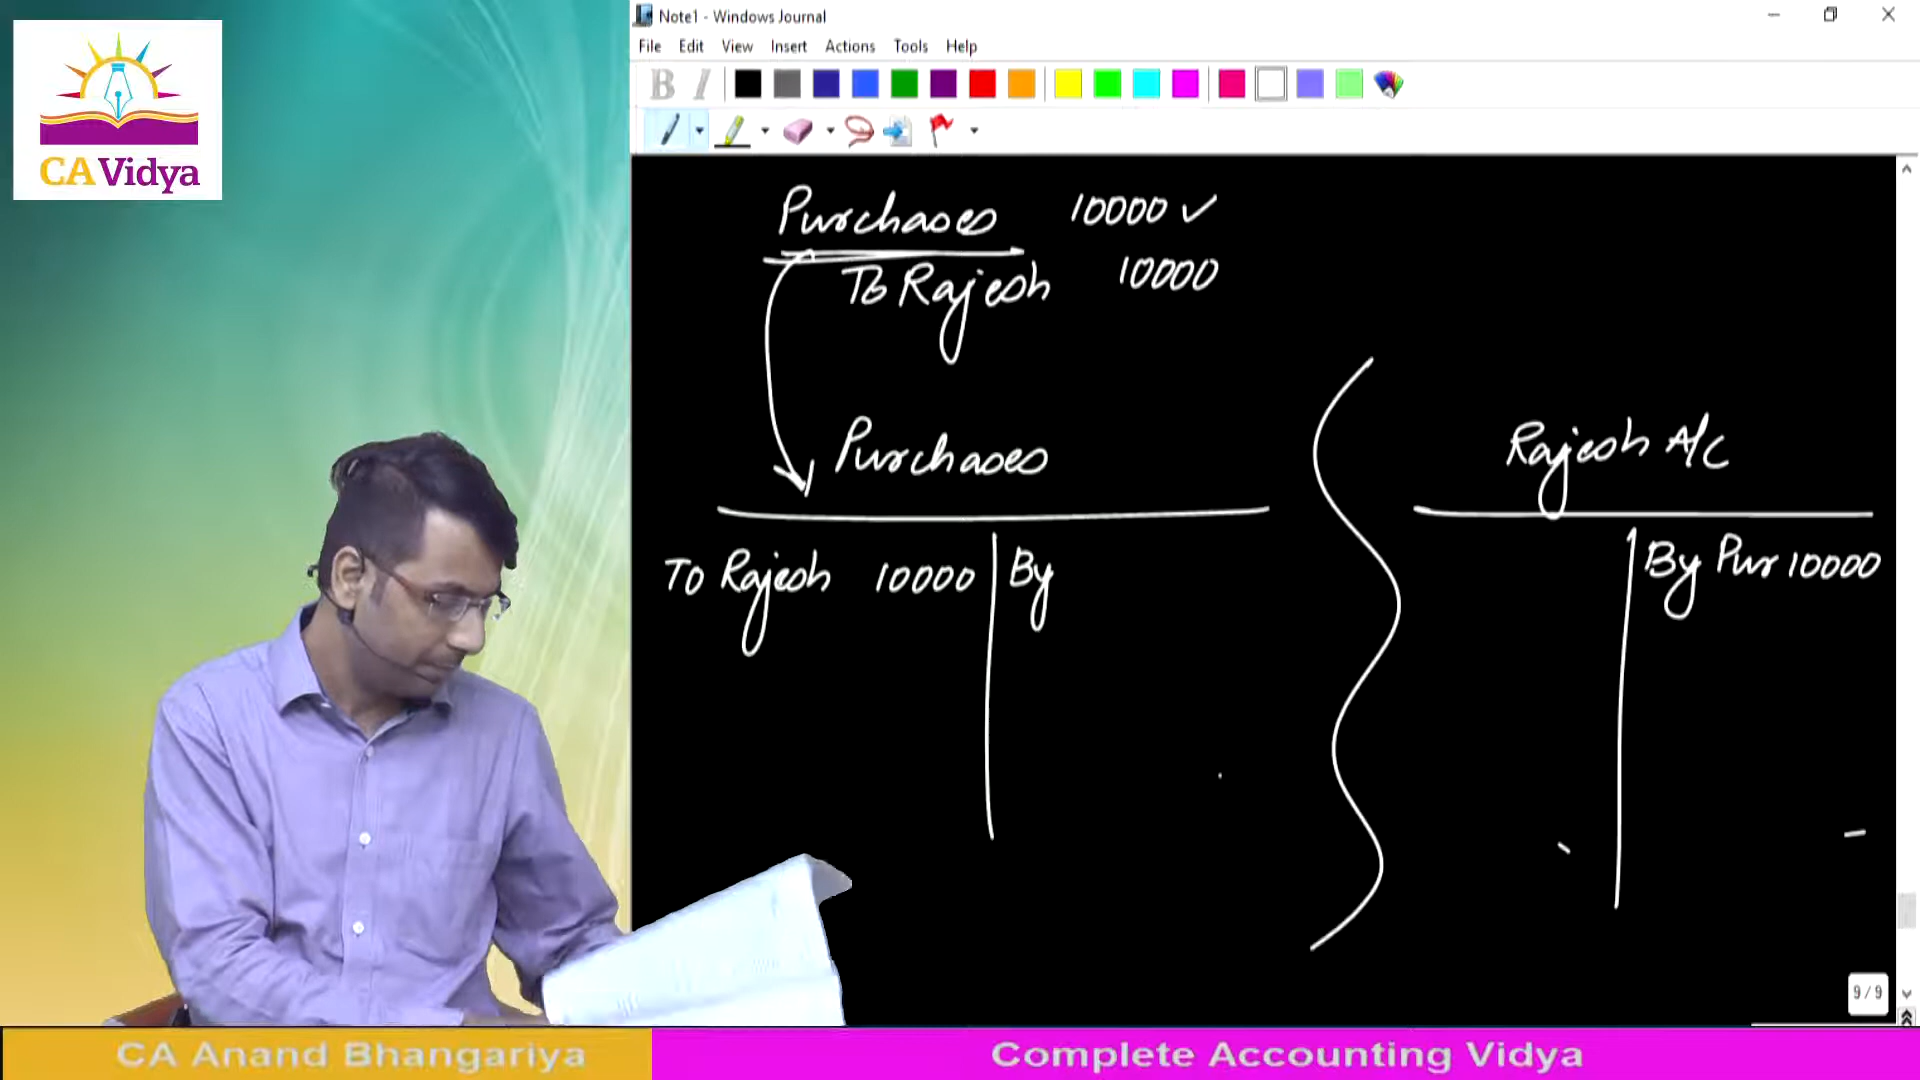 CA Vidya
Note1 - Windows Journal
File Edit View Insert Actions Tools Help
B I
Purchases 10000 ✓
To Rajesh 10000
Purchases
To Rajesh 10000 By
Rajesh A/C
By Pur 10000
9 / 9
CA Anand Bhangariya
Complete Accounting Vidya